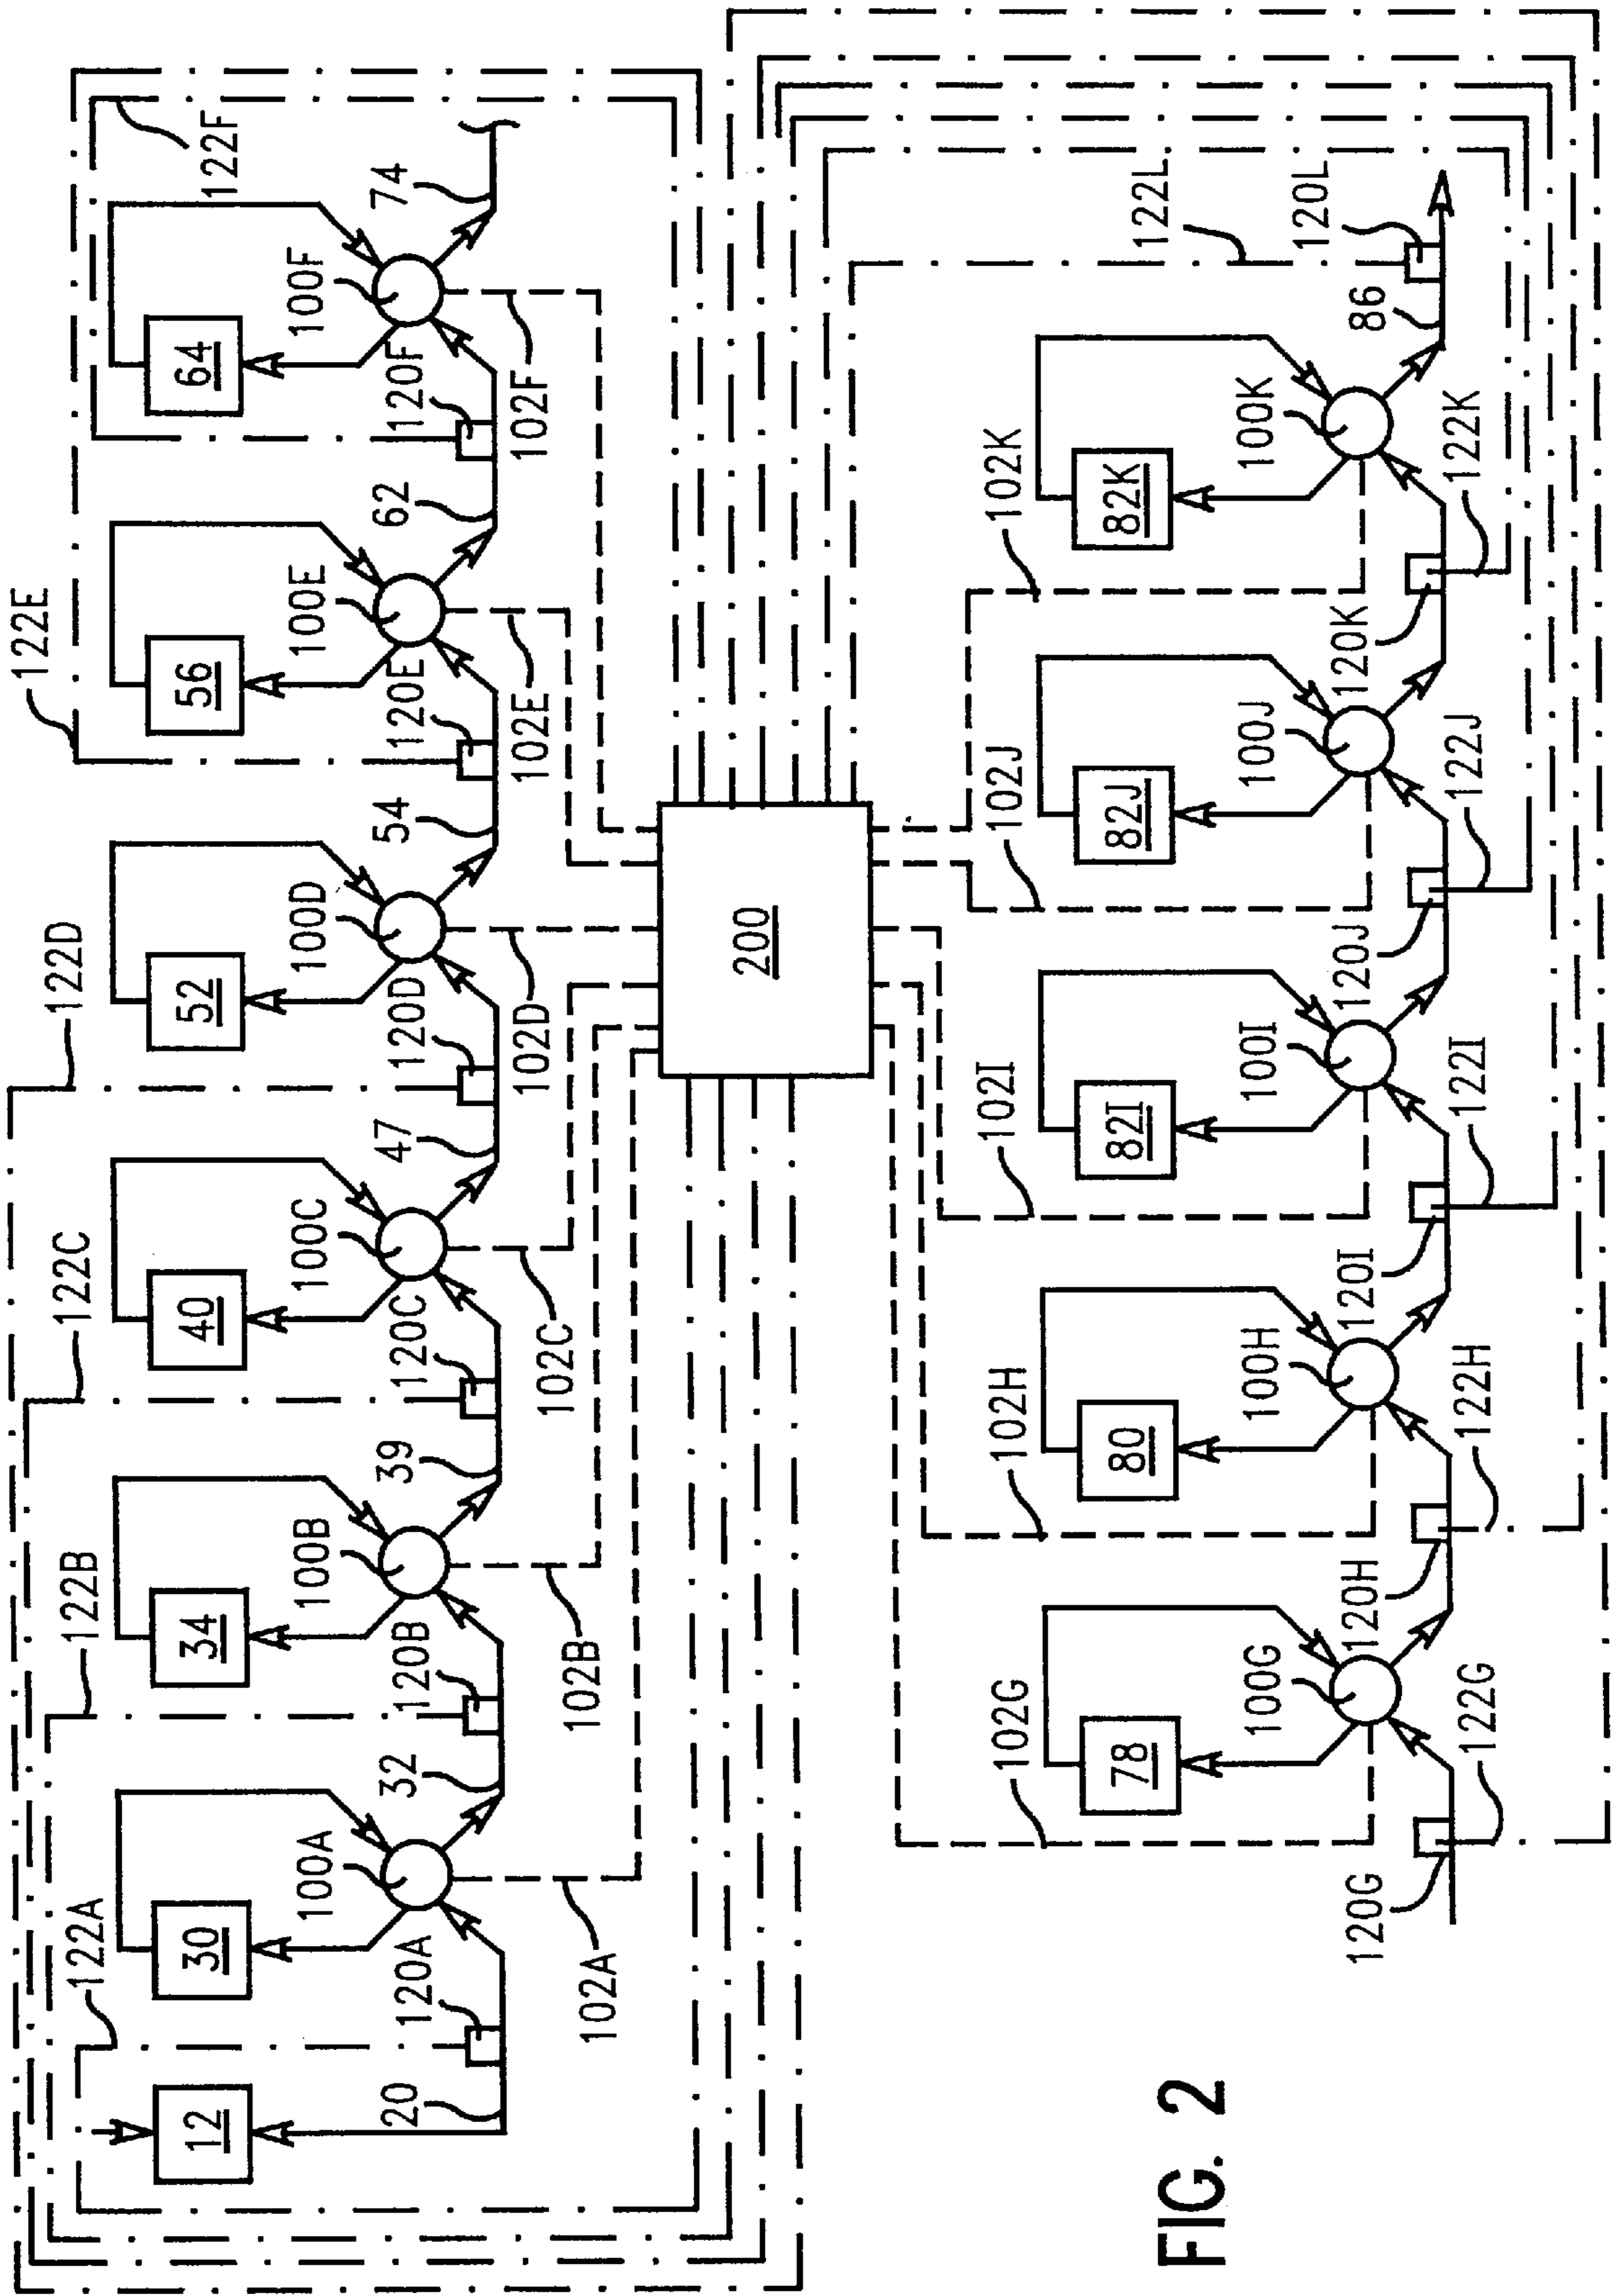 122A
122B
122C
122D
122E
122F
12
30
34
40
52
56
64
100A
100B
100C
100D
100E
100F
20
120A
32
120B
39
120C
47
120D
54
120E
62
120F
74
102A
102B
102C
102D
102E
102F
200
102G
102H
102I
102J
102K
122L
78
80
82I
82J
82K
100G
100H
100I
100J
100K
86
120L
120G
120H
120I
120J
120K
122G
122H
122I
122J
122K
FIG. 2